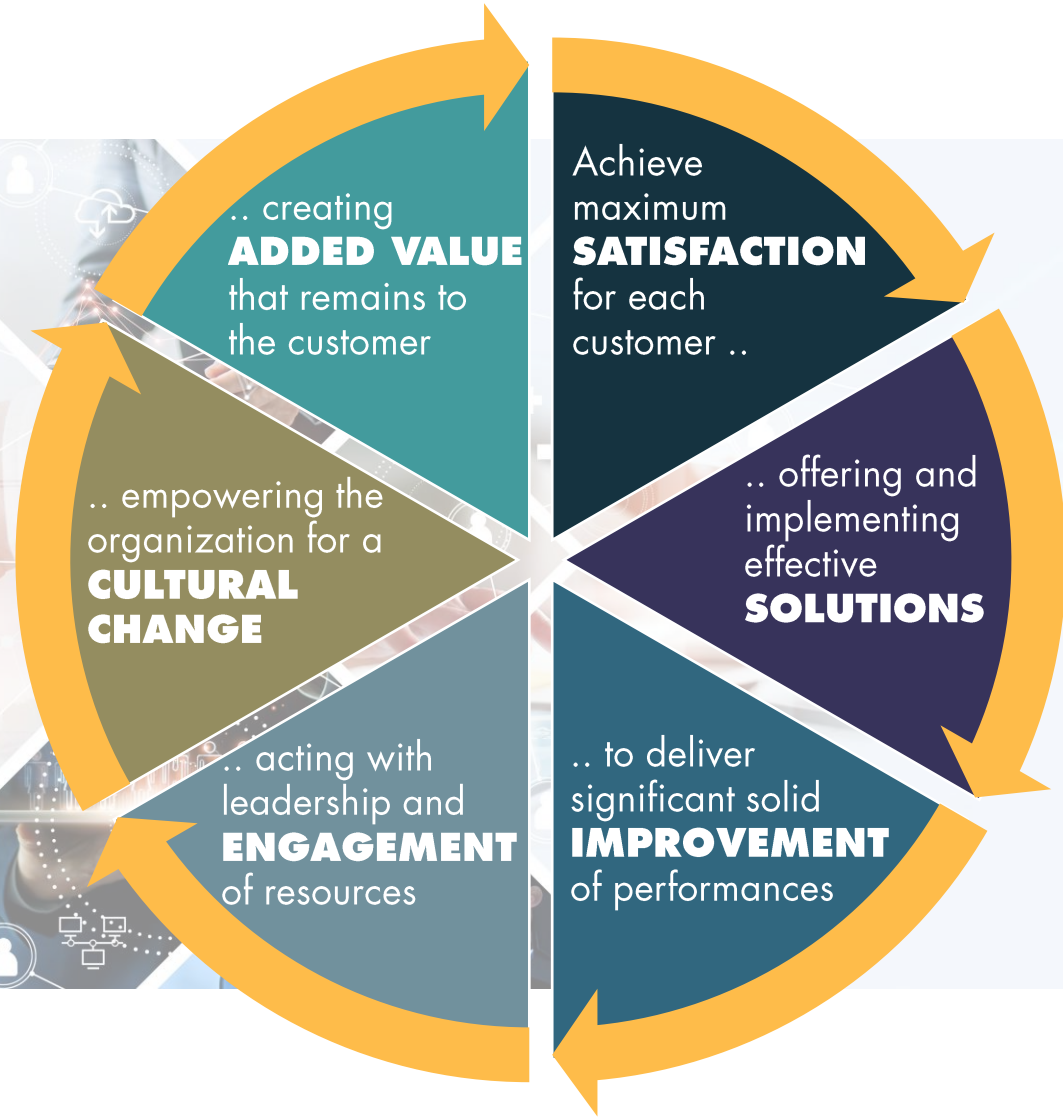 Achieve
maximum
SATISFACTION
for each
customer ..
.. offering and
implementing
effective
SOLUTIONS
.. to deliver
significant solid
IMPROVEMENT
of performances
.. acting with
leadership and
ENGAGEMENT
of resources
.. empowering the
organization for a
CULTURAL
CHANGE
.. creating
ADDED VALUE
that remains to
the customer